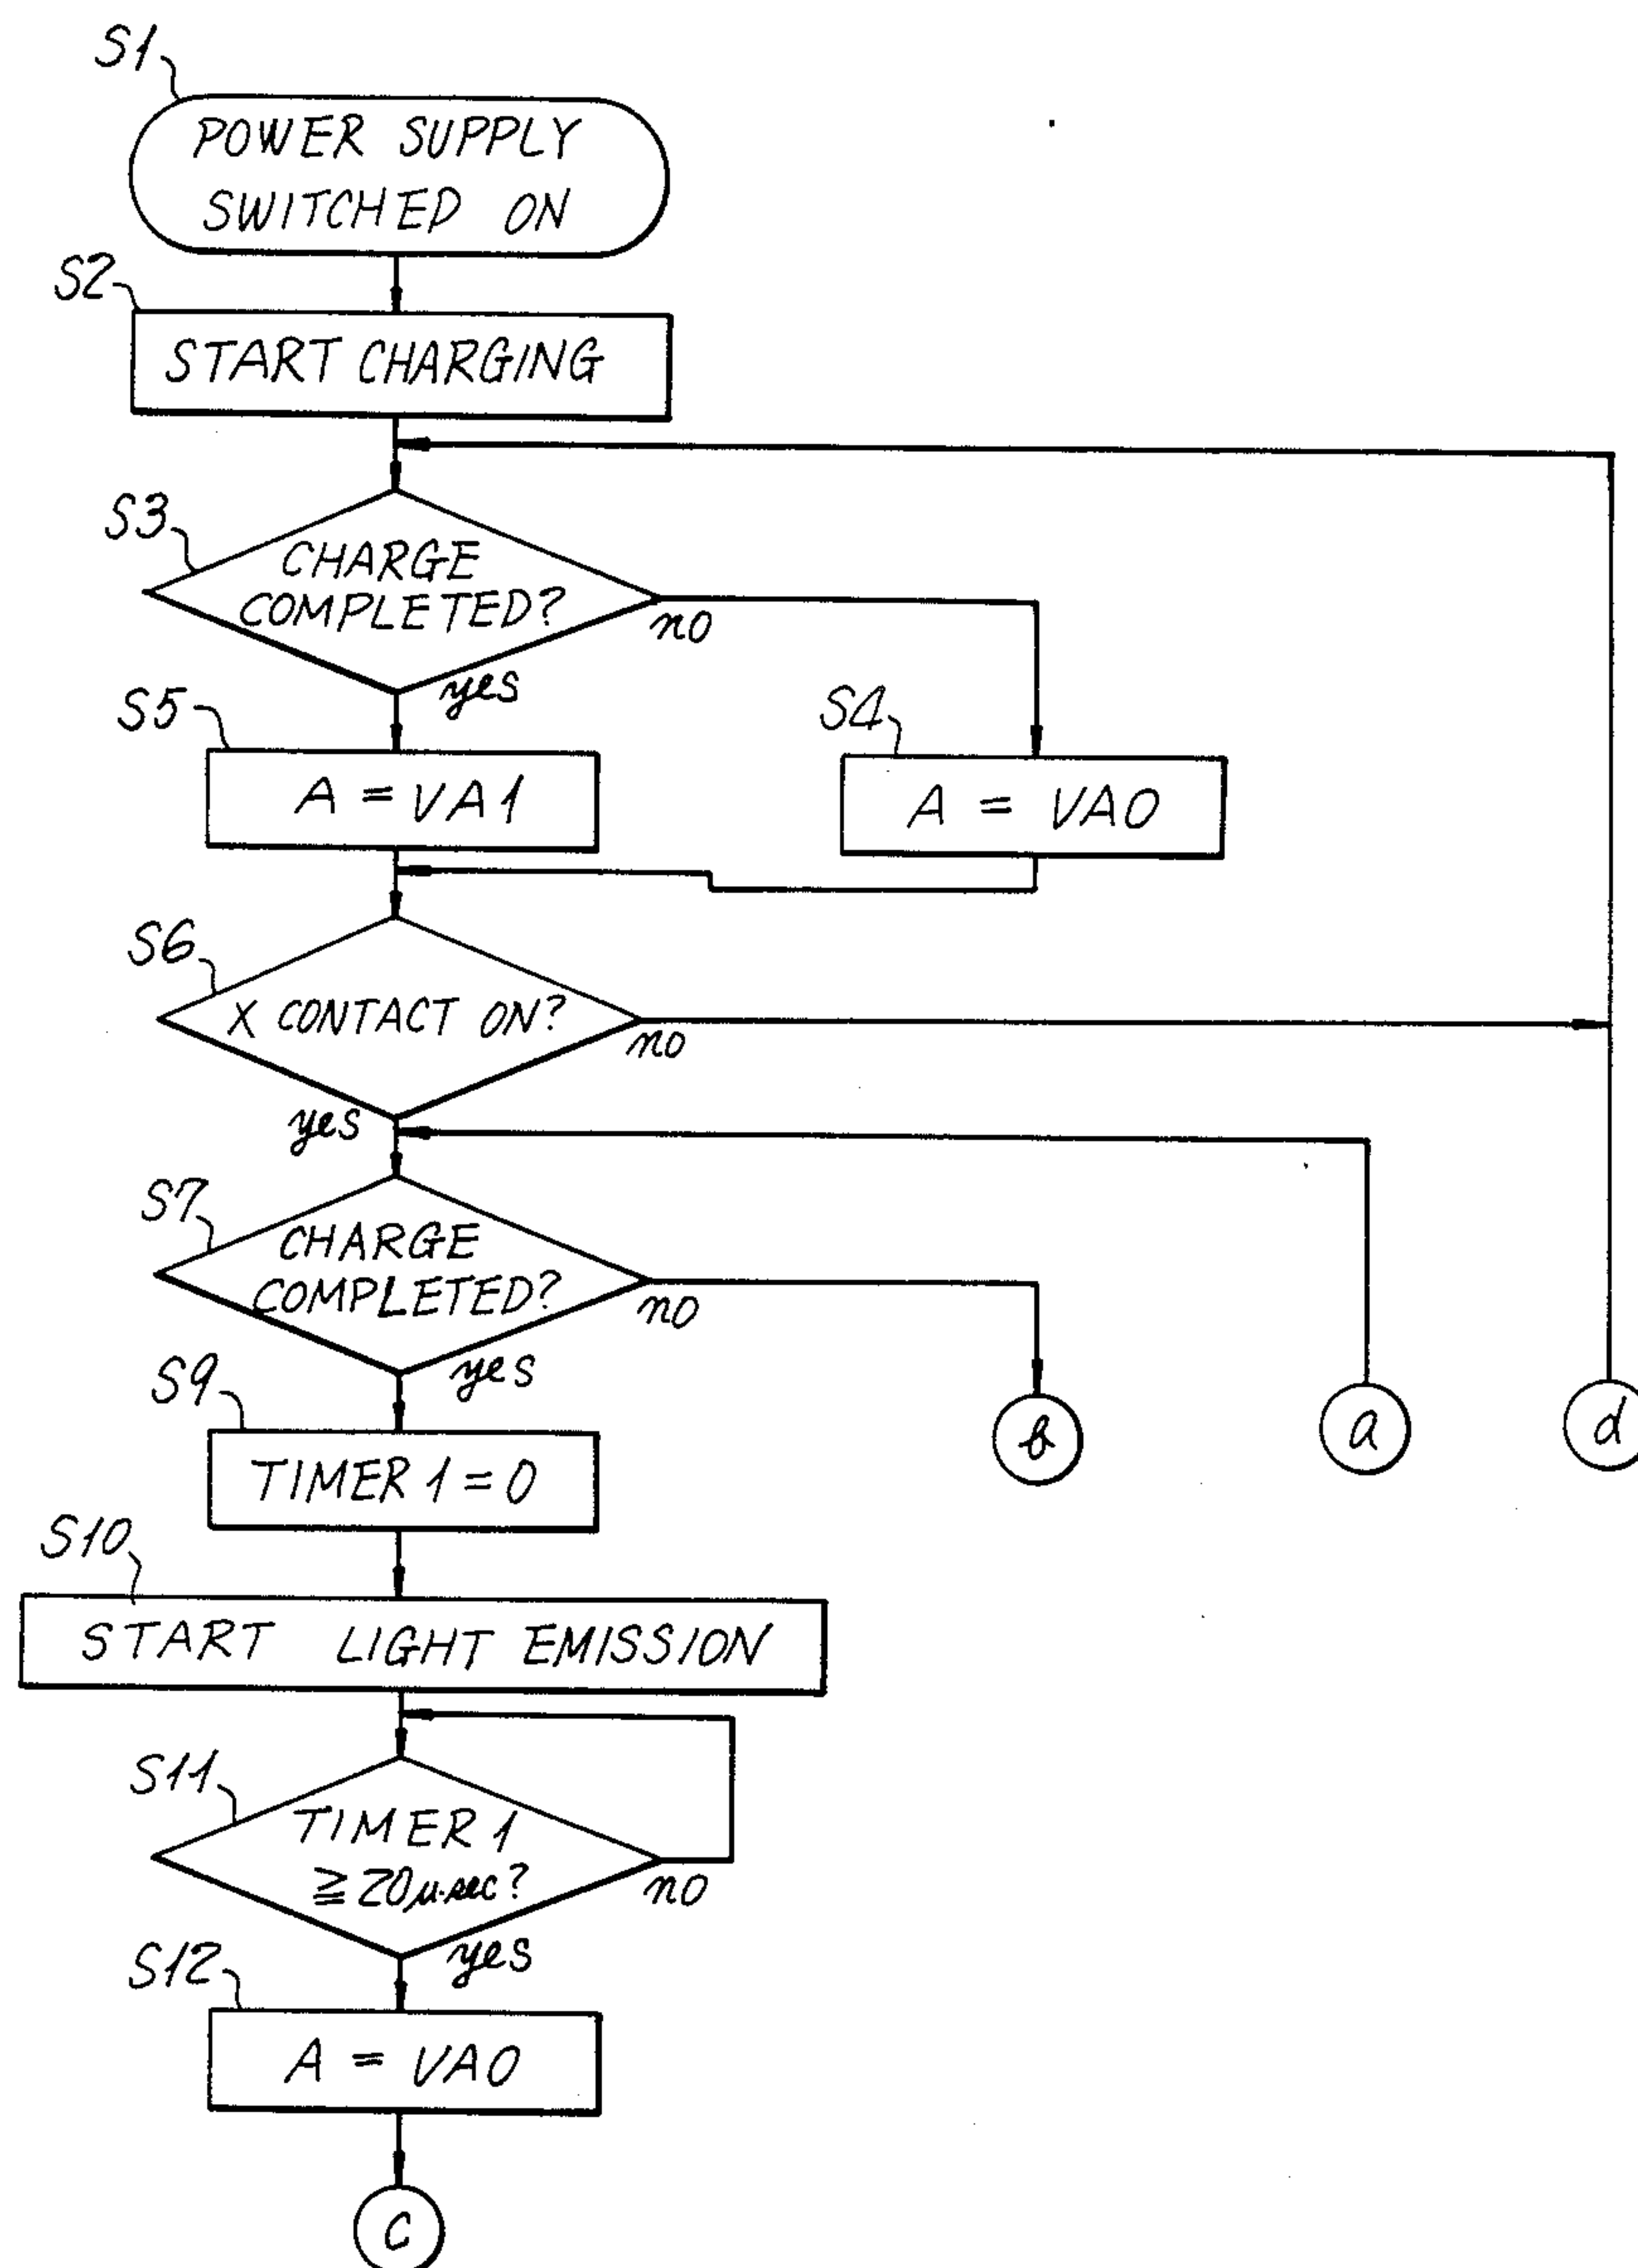 S1
POWER SUPPLY
SWITCHED ON
S2
START CHARGING
S3
CHARGE
COMPLETED?
no
yes
S5
A = VA1
S4
A = VA0
S6
X CONTACT ON?
no
yes
S7
CHARGE
COMPLETED?
no
yes
b
a
d
S9
TIMER 1 = 0
S10
START LIGHT EMISSION
S11
TIMER 1
≧ 20μ·sec?
no
yes
S12
A = VA0
c